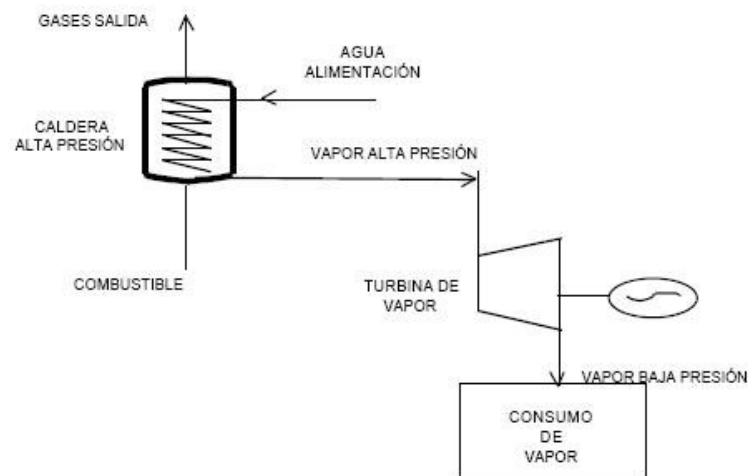 GASES SALIDA
AGUA
ALIMENTACIÓN
CALDERA
ALTA PRESIÓN
VAPOR ALTA PRESIÓN
COMBUSTIBLE
TURBINA DE
VAPOR
VAPOR BAJA PRESIÓN
CONSUMO
DE
VAPOR